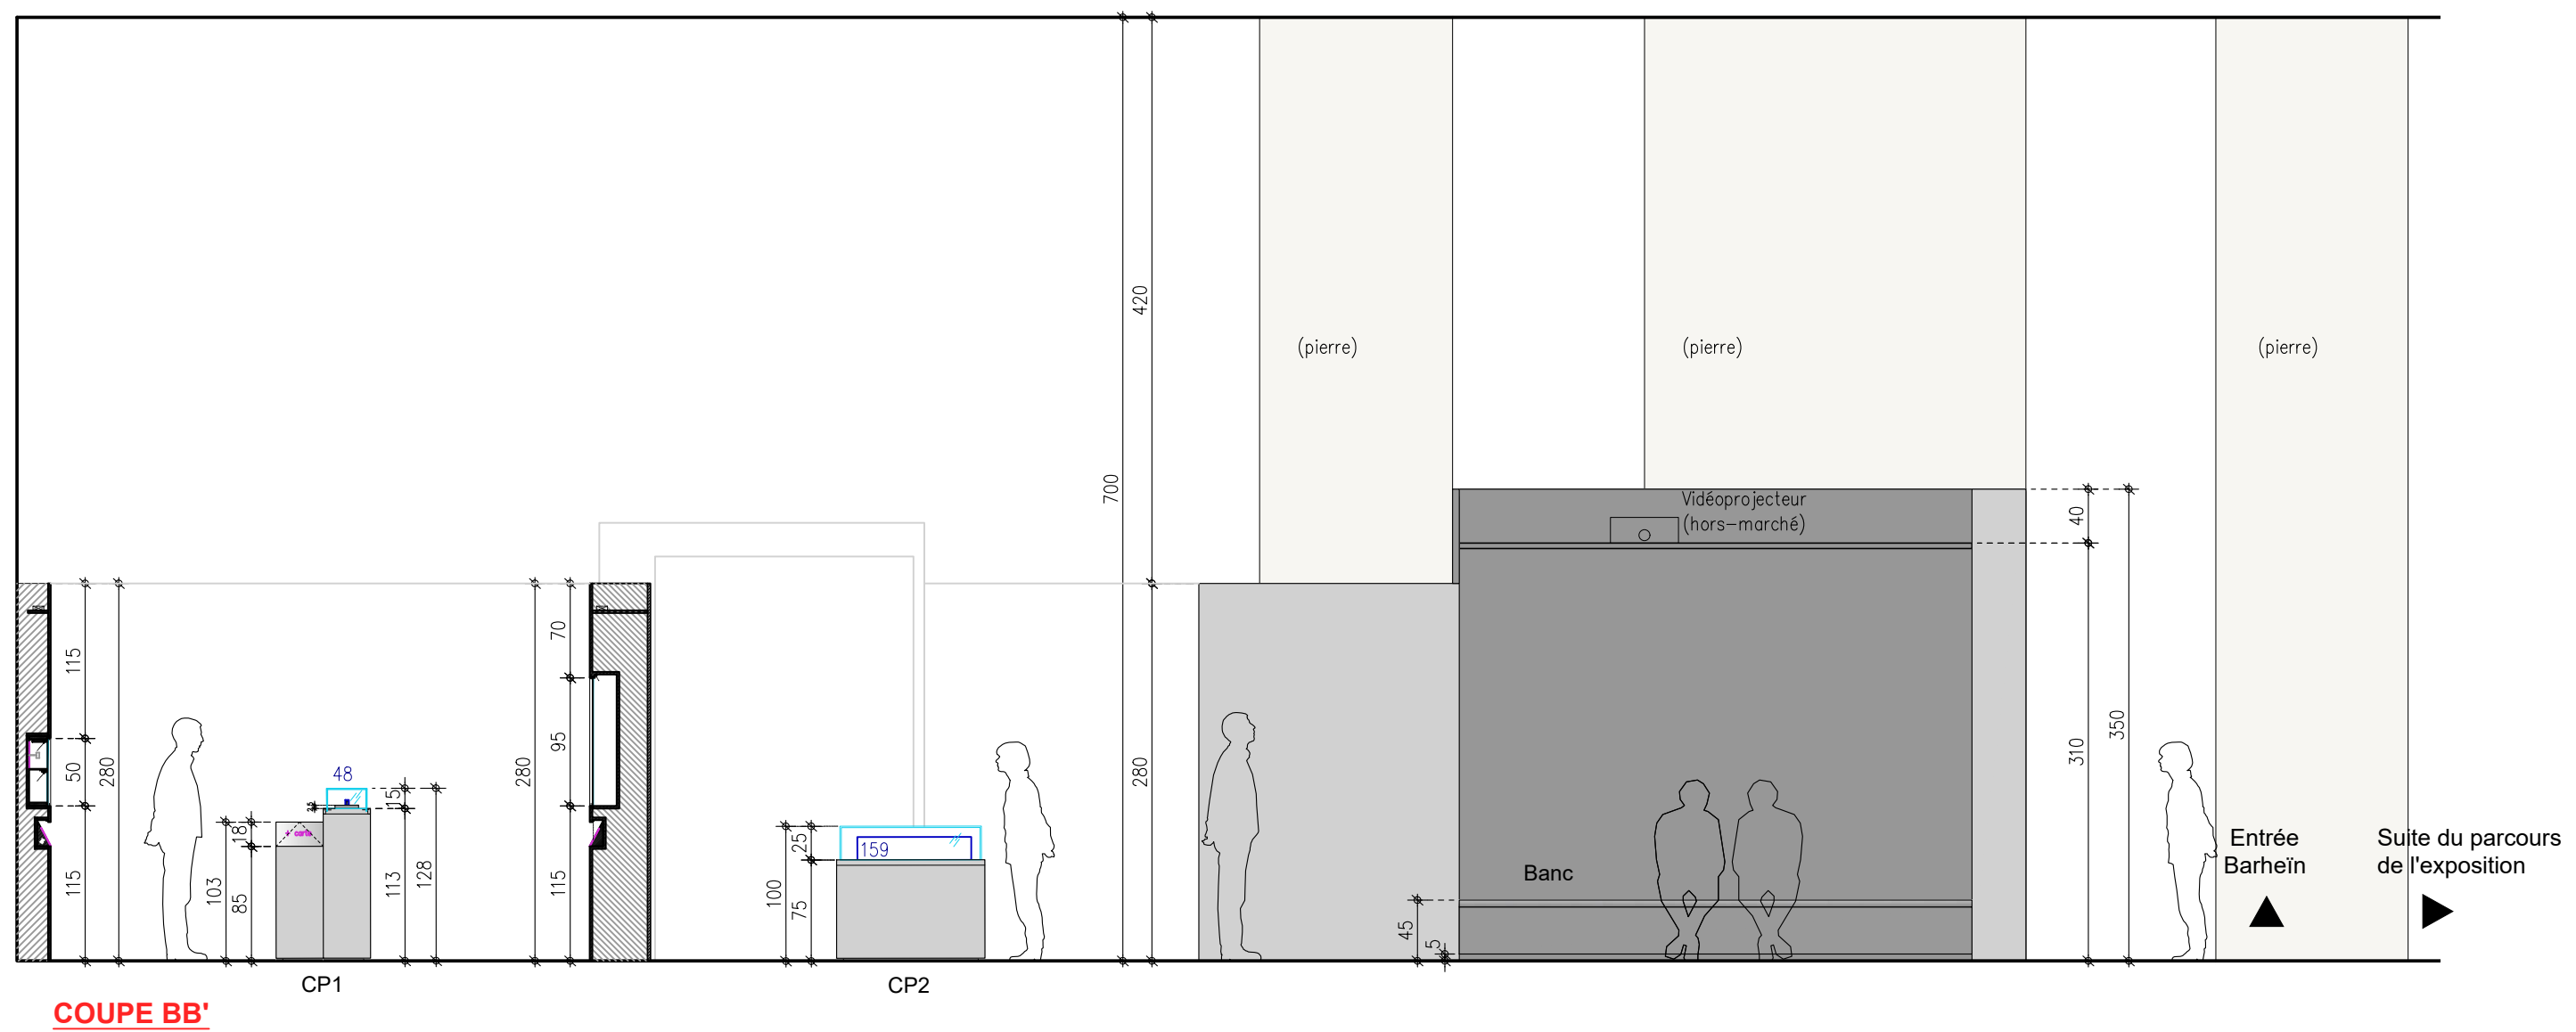 700
420
(pierre)
(pierre)
(pierre)
Vidéoprojecteur
(hors-marché)
40
115
280
50
115
48
15
18
103
85
113
128
280
70
95
115
159
25
100
75
280
Banc
45
5
310
350
Entrée
Barheïn
Suite du parcours
de l'exposition
CP1
CP2
COUPE BB'